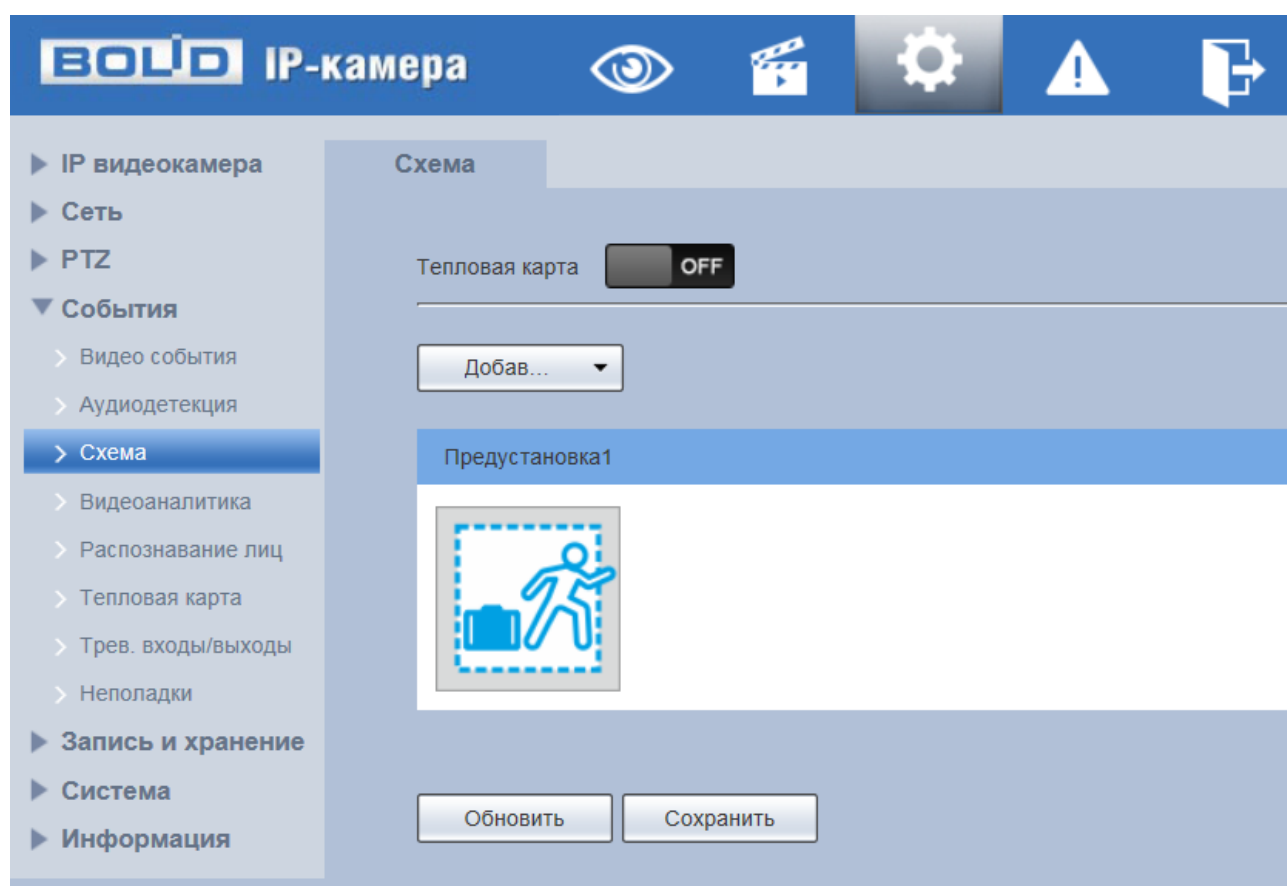 BOLID IP-камера
IP видеокамера
Сеть
PTZ
События
Видео события
Аудиодетекция
Схема
Видеоаналитика
Распознавание лиц
Тепловая карта
Трев. входы/выходы
Неполадки
Запись и хранение
Система
Информация
Схема
Тепловая карта OFF
Добав...
Предустановка1
Обновить Сохранить